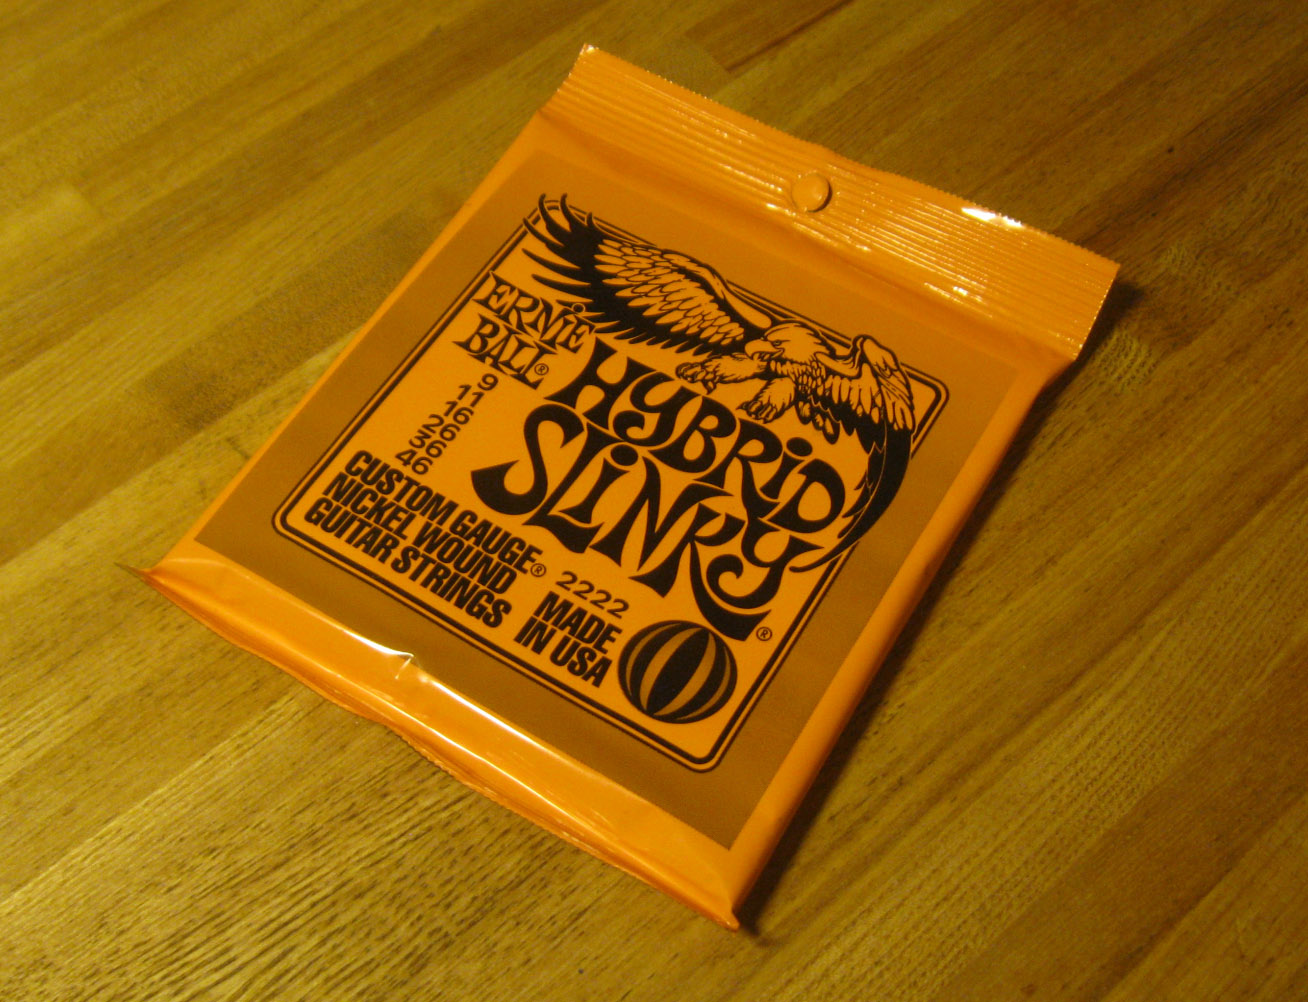 ERNIE
BALL®
HYBRID
SLINKY®
9
11
16
26
36
46
CUSTOM GAUGE®
NICKEL WOUND
GUITAR STRINGS
2222
MADE
IN USA